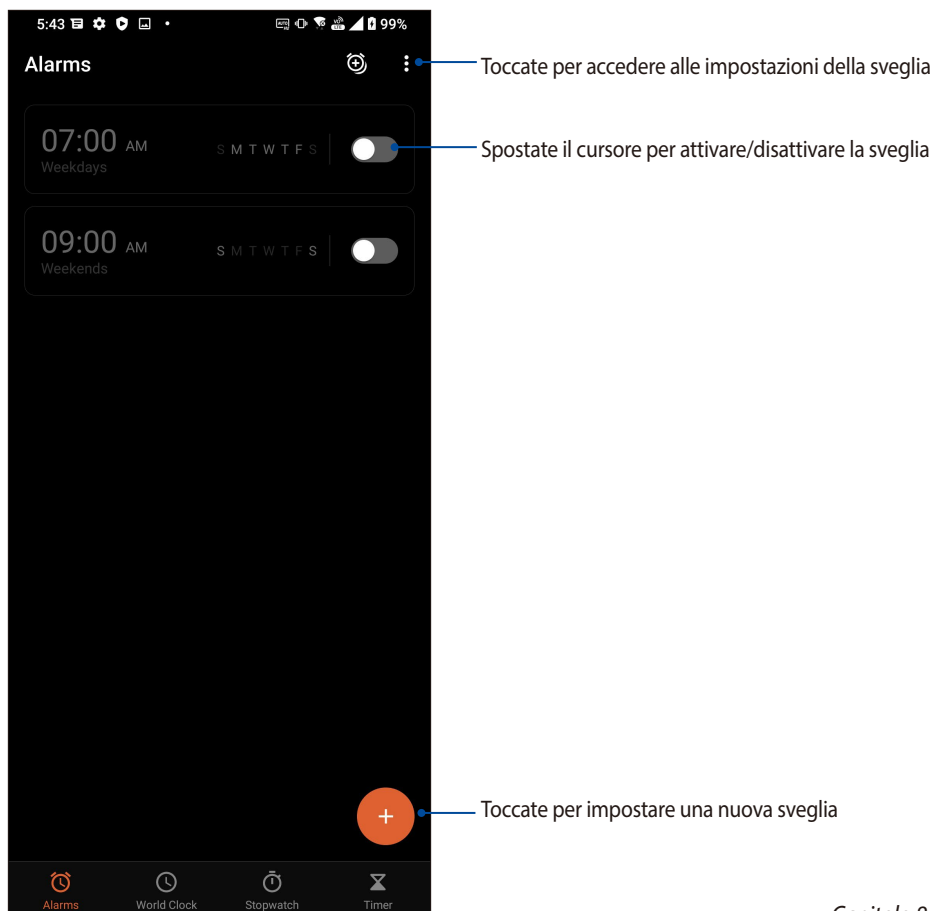 5:43 99%
Alarms
Toccate per accedere alle impostazioni della sveglia
07:00 AM S M T W T F S
Weekdays
Spostate il cursore per attivare/disattivare la sveglia
09:00 AM S M T W T F S
Weekends
+
Toccate per impostare una nuova sveglia
Alarms World Clock Stopwatch Timer